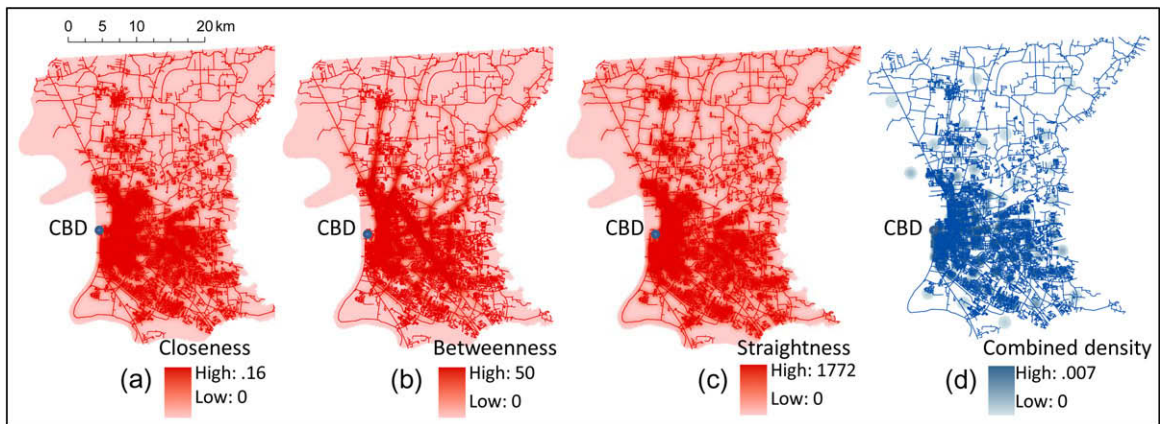 0 5 10 20 km
CBD
CBD
CBD
CBD
Closeness
(a)
High: .16
Low: 0
Betweenness
(b)
High: 50
Low: 0
Straightness
(c)
High: 1772
Low: 0
Combined density
High: .007
Low: 0
(d)